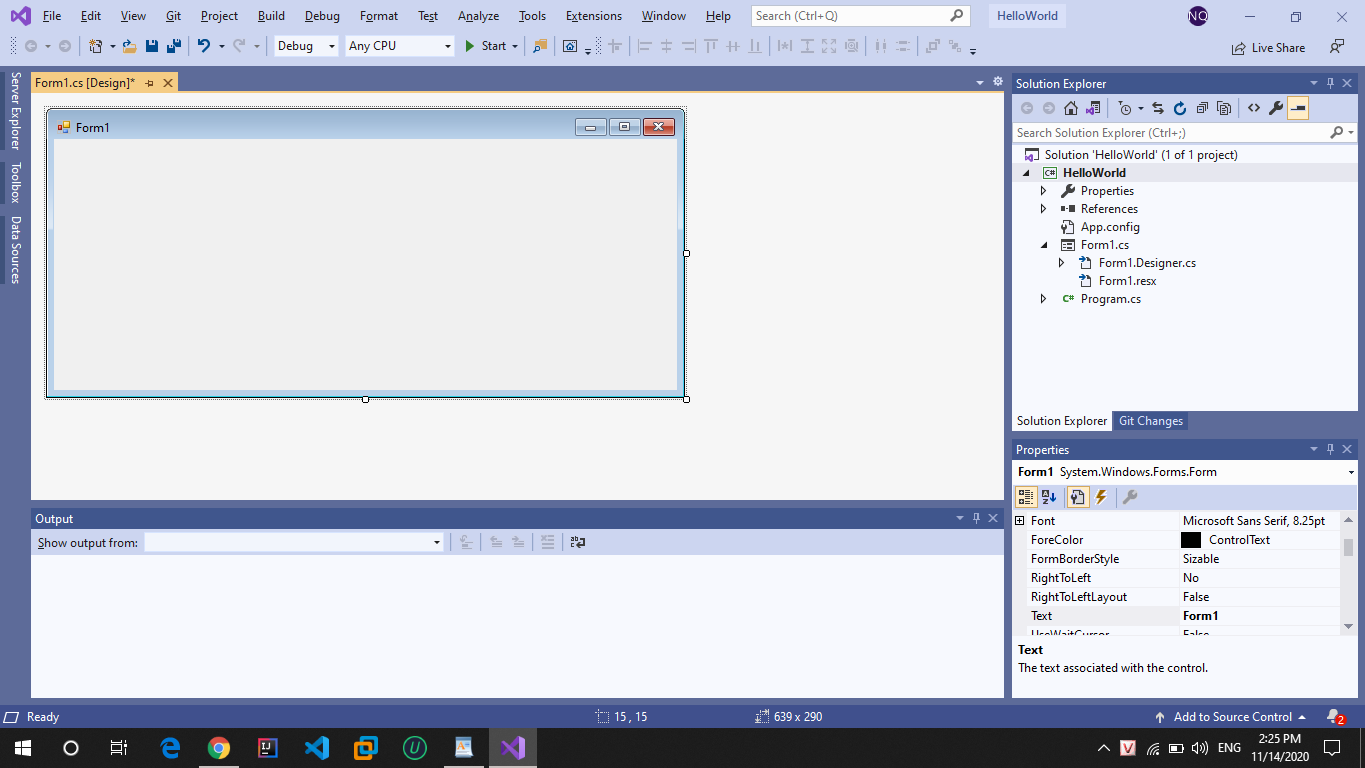 File Edit View Git Project Build Debug Format Test Analyze Tools Extensions Window Help Search (Ctrl+Q) HelloWorld NQ
Debug Any CPU Start Live Share
Server Explorer
Toolbox
Data Sources
Form1.cs [Design]*
Form1
Output
Show output from:
Solution Explorer
Search Solution Explorer (Ctrl+;)
Solution 'HelloWorld' (1 of 1 project)
C# HelloWorld
Properties
References
App.config
Form1.cs
Form1.Designer.cs
Form1.resx
C# Program.cs
Solution Explorer Git Changes
Properties
Form1 System.Windows.Forms.Form
Font Microsoft Sans Serif, 8.25pt
ForeColor ControlText
FormBorderStyle Sizable
RightToLeft No
RightToLeftLayout False
Text Form1
UseWaitCursor False
Text
The text associated with the control.
Ready 15 , 15 639 x 290 Add to Source Control 2
ENG 2:25 PM
11/14/2020